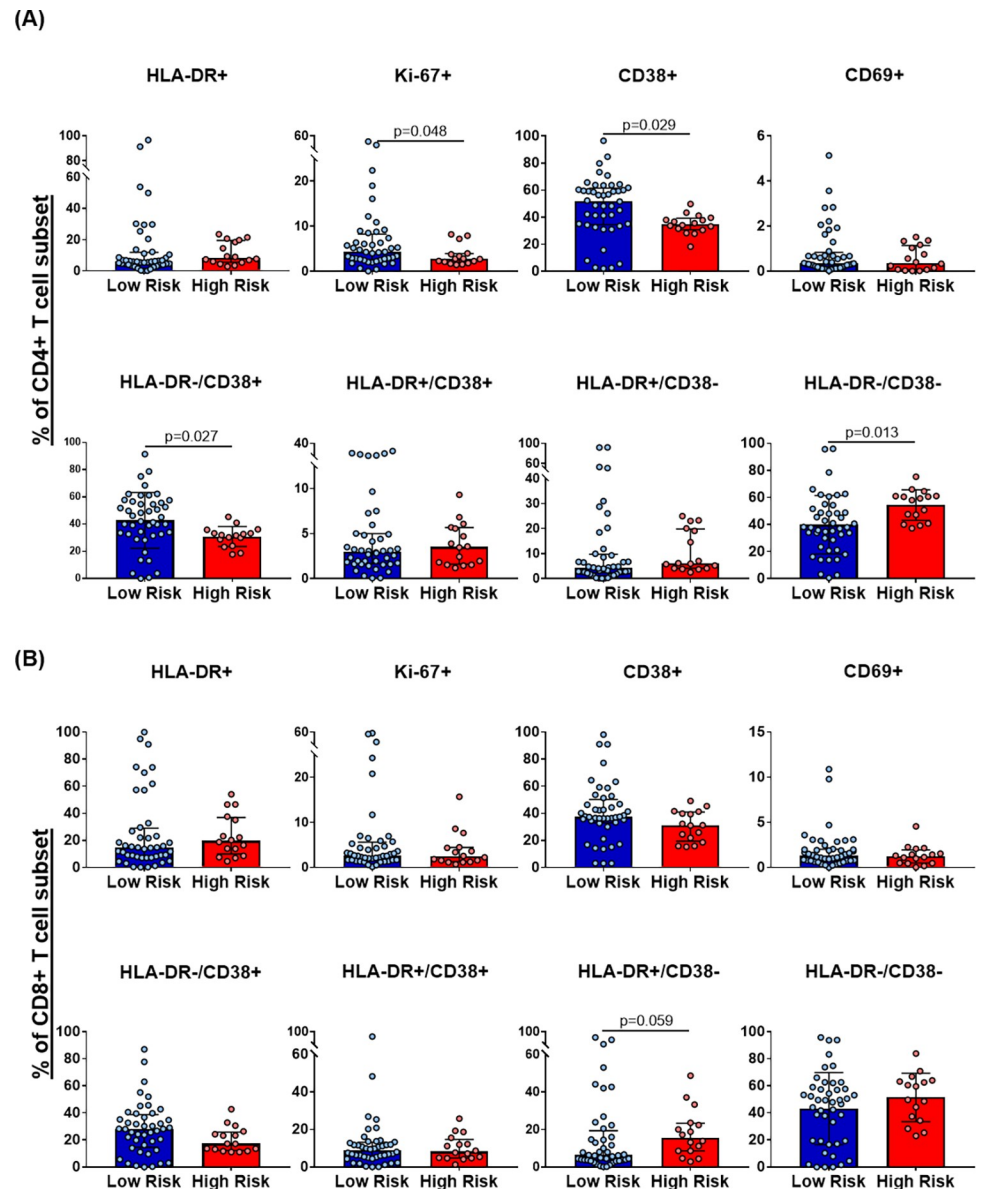 (A)
HLA-DR+ Ki-67+ CD38+ CD69+
% of CD4+ T cell subset
100 80 60 40 20 0
60 20 10 0
p=0.048
100 80 60 40 20 0
p=0.029
6 4 2 0
Low Risk High Risk Low Risk High Risk Low Risk High Risk Low Risk High Risk
HLA-DR-/CD38+ HLA-DR+/CD38+ HLA-DR+/CD38- HLA-DR-/CD38-
100 80 60 40 20 0
p=0.027
40 20 10 5 0
100 60 40 30 20 10 0
100 80 60 40 20 0
p=0.013
Low Risk High Risk Low Risk High Risk Low Risk High Risk Low Risk High Risk
(B)
HLA-DR+ Ki-67+ CD38+ CD69+
% of CD8+ T cell subset
100 80 60 40 20 0
60 20 10 0
100 80 60 40 20 0
15 10 5 0
Low Risk High Risk Low Risk High Risk Low Risk High Risk Low Risk High Risk
HLA-DR-/CD38+ HLA-DR+/CD38+ HLA-DR+/CD38- HLA-DR-/CD38-
100 80 60 40 20 0
100 60 40 20 0
100 60 40 20 0
p=0.059
100 80 60 40 20 0
Low Risk High Risk Low Risk High Risk Low Risk High Risk Low Risk High Risk